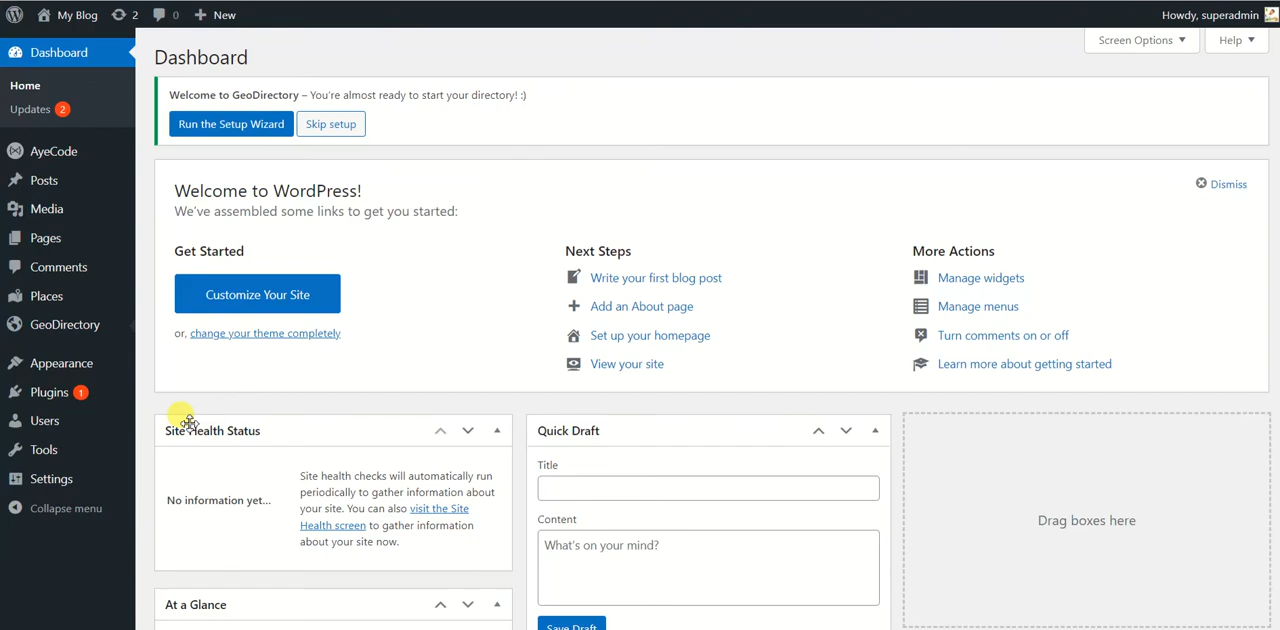 My Blog 2 0 New
Howdy, superadmin
Dashboard
Home
Updates 2
AyeCode
Posts
Media
Pages
Comments
Places
GeoDirectory
Appearance
Plugins 1
Users
Tools
Settings
Collapse menu
Screen Options
Help
Dashboard
Welcome to GeoDirectory – You're almost ready to start your directory! :)
Run the Setup Wizard Skip setup
Welcome to WordPress!
We've assembled some links to get you started:
Dismiss
Get Started
Customize Your Site
or, change your theme completely
Next Steps
Write your first blog post
Add an About page
Set up your homepage
View your site
More Actions
Manage widgets
Manage menus
Turn comments on or off
Learn more about getting started
Site Health Status
No information yet...
Site health checks will automatically run
periodically to gather information about
your site. You can also visit the Site
Health screen to gather information
about your site now.
At a Glance
Quick Draft
Title
Content
What's on your mind?
Save Draft
Drag boxes here